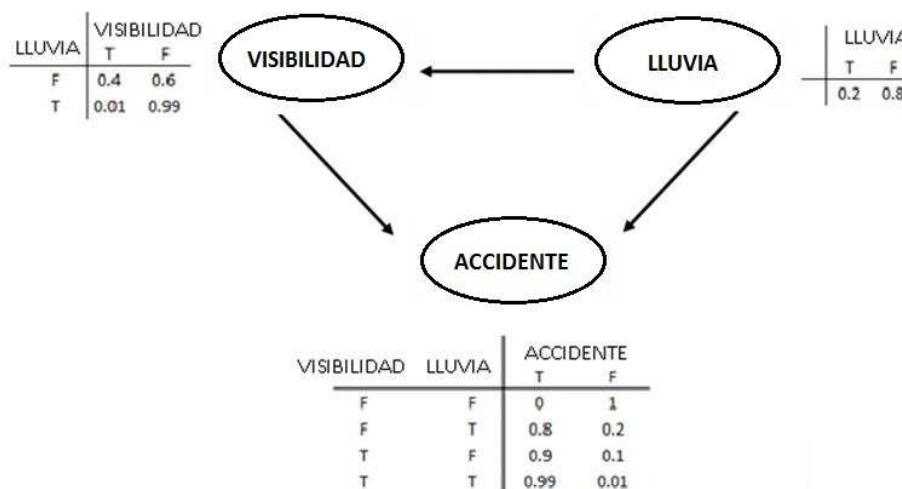 VISIBILIDAD
LLUVIA T F
F 0.4 0.6
T 0.01 0.99
VISIBILIDAD
LLUVIA
LLUVIA
T F
0.2 0.8
ACCIDENTE
ACCIDENTE
VISIBILIDAD LLUVIA T F
F F 0 1
F T 0.8 0.2
T F 0.9 0.1
T T 0.99 0.01